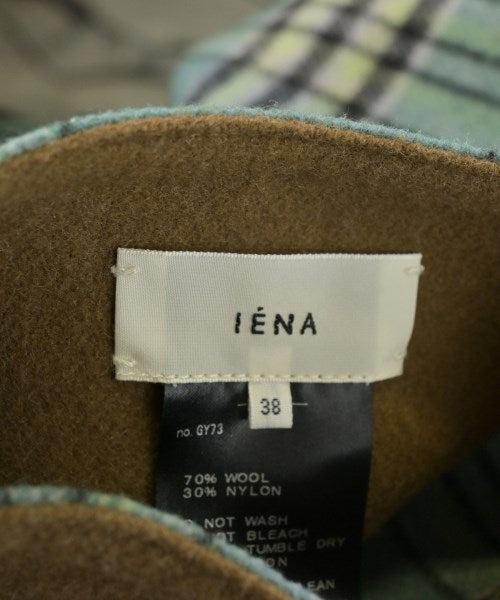 IÉNA
38
no. GY73
70% WOOL
30% NYLON
NOT WASH
BLEACH
TUMBLE DRY